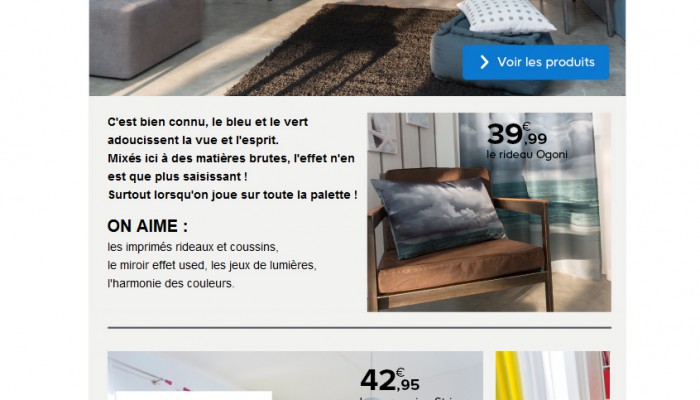 Voir les produits
C'est bien connu, le bleu et le vert
adoucissent la vue et l'esprit.
Mixés ici à des matières brutes, l'effet n'en
est que plus saisissant !
Surtout lorsqu'on joue sur toute la palette !
ON AIME :
les imprimés rideaux et coussins,
le miroir effet used, les jeux de lumières,
l'harmonie des couleurs.
39€,99
le rideau Ogoni
42€,95